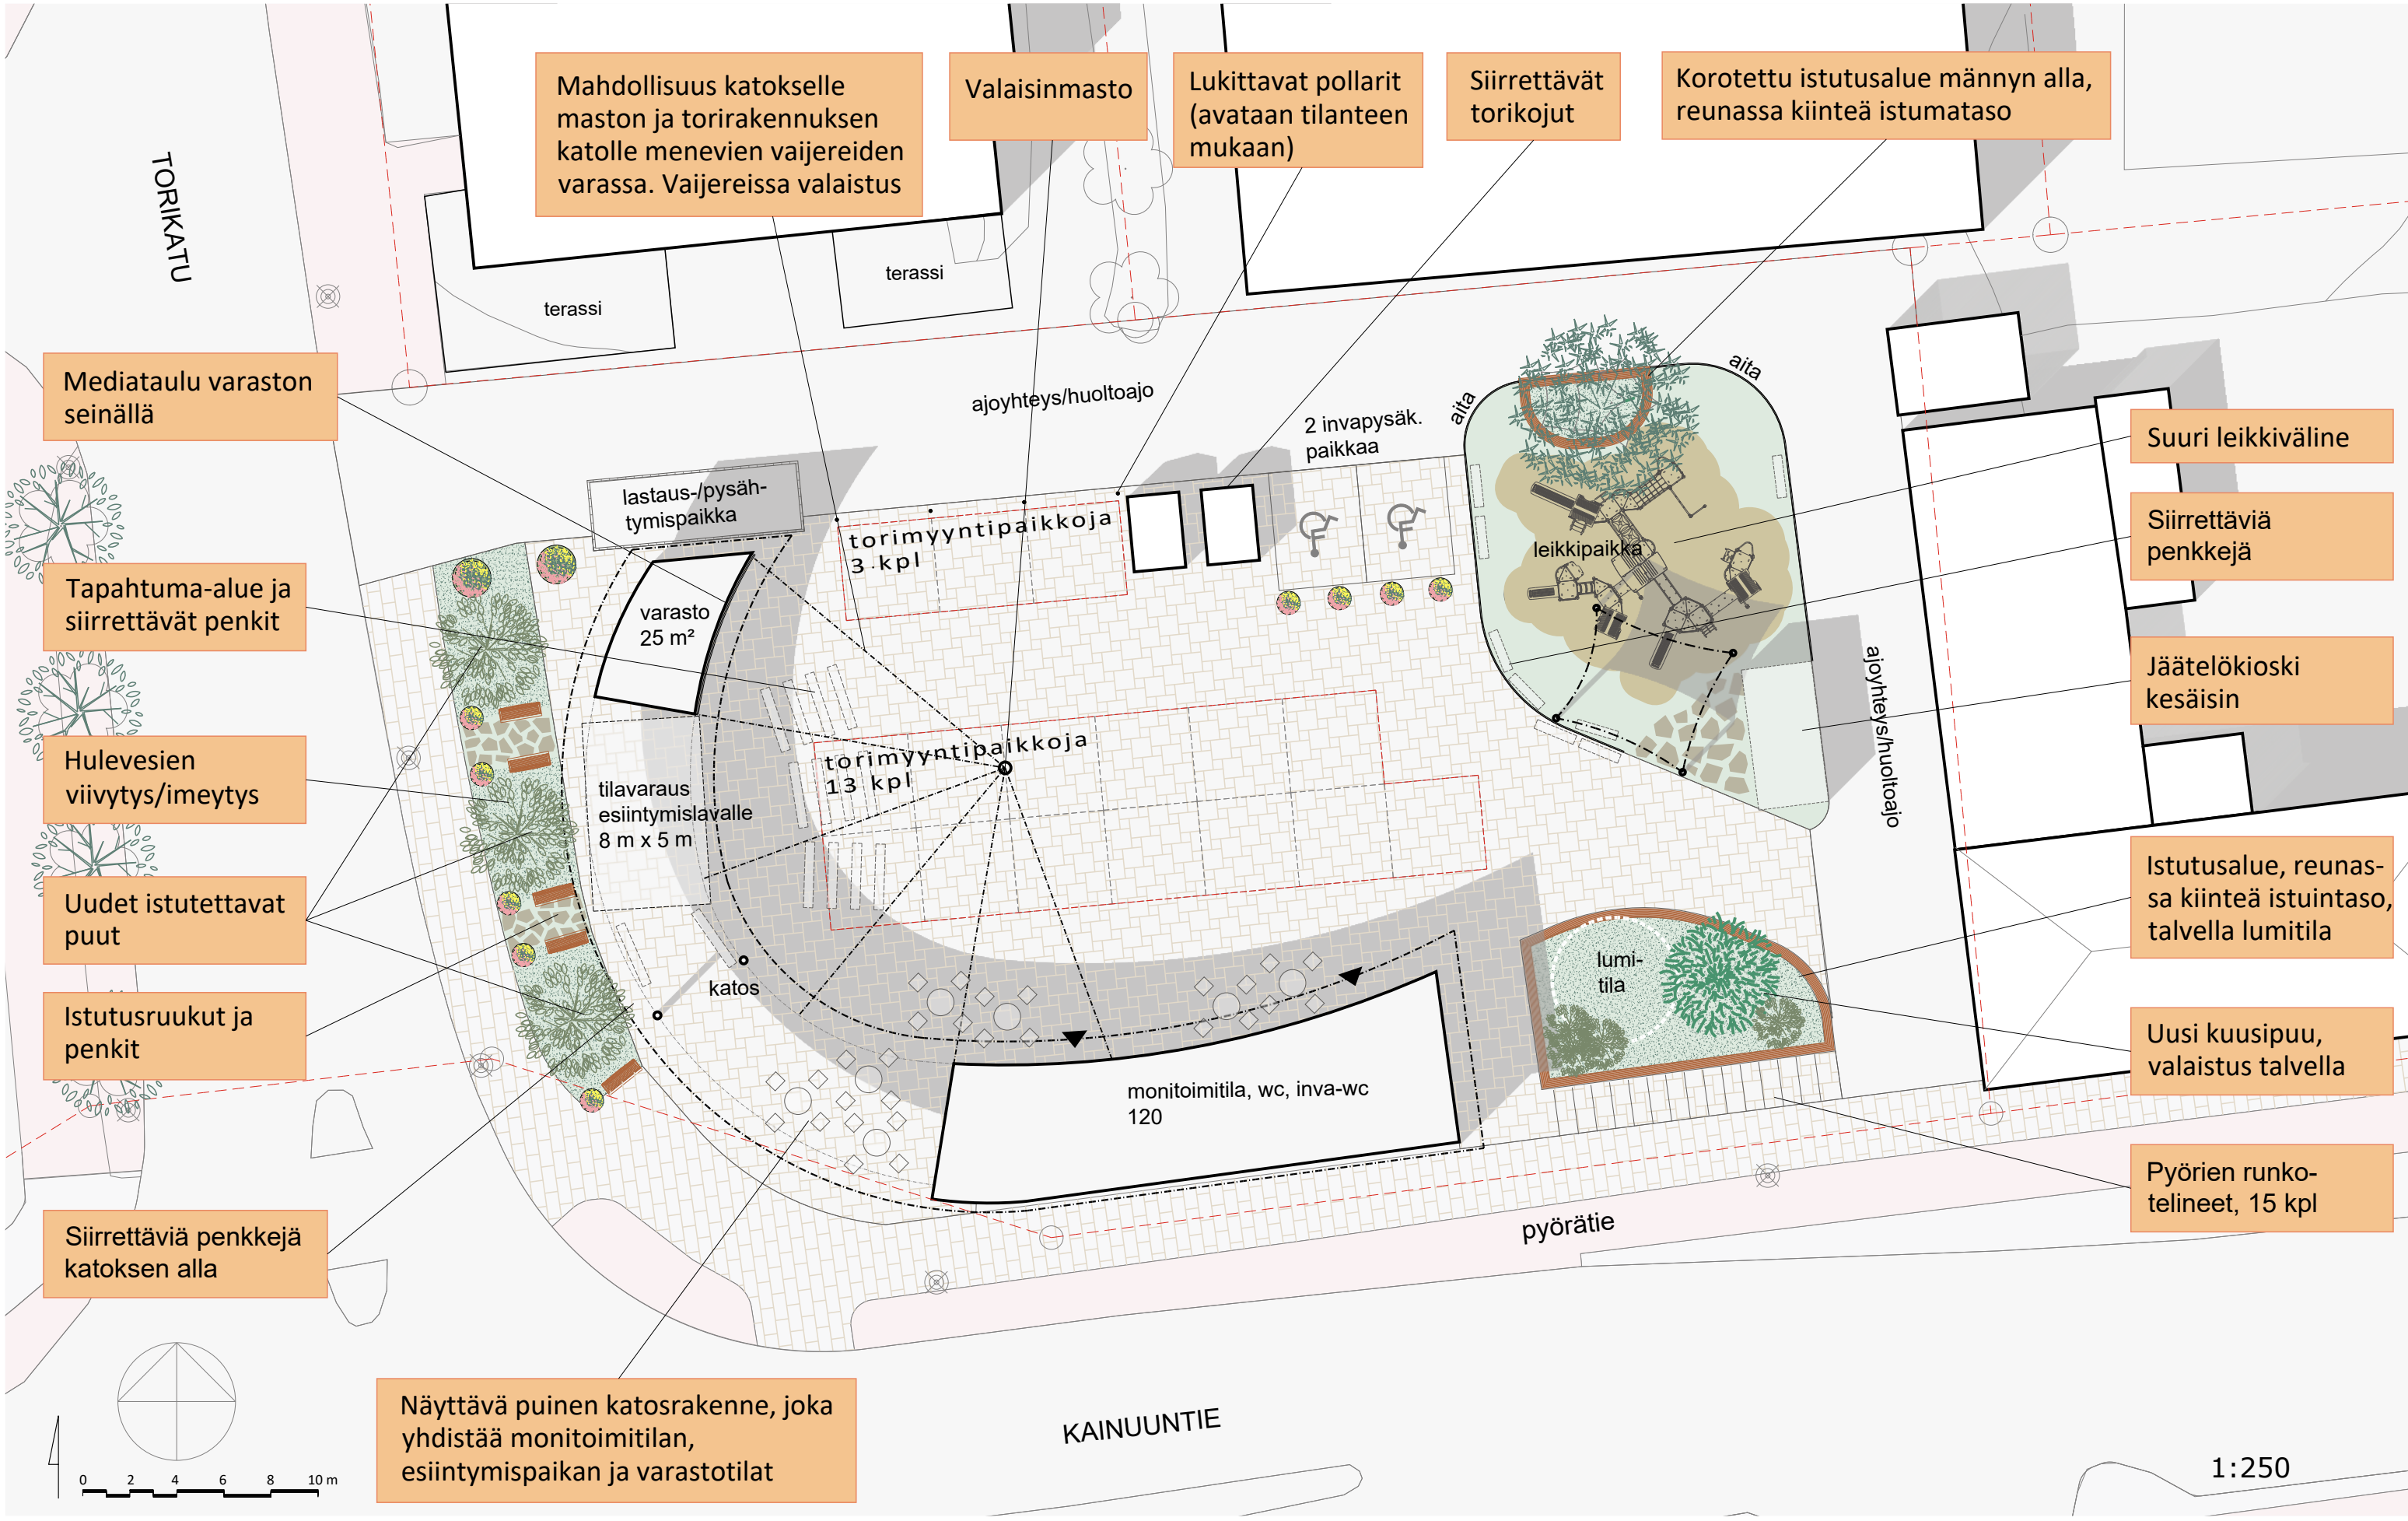 Mahdollisuus katokselle
maston ja torirakennuksen
katolle menevien vaijereiden
varassa. Vaijereissa valaistus
Valaisinmasto
Lukittavat pollarit
(avataan tilanteen
mukaan)
Siirrettävät
torikojut
Korotettu istutusalue männyn alla,
reunassa kiinteä istumataso
TORIKATU
terassi
terassi
Mediataulu varaston
seinällä
ajoyhteys/huoltoajo
2 invapysäk.
paikkaa
aita
aita
Suuri leikkiväline
lastaus-/pysäh-
tymispaikka
torimyyntipaikkoja
3 kpl
leikkipaikka
Siirrettäviä
penkkejä
Tapahtuma-alue ja
siirrettävät penkit
varasto
25 m²
Jäätelökioski
kesäisin
ajoyhteys/huoltoajo
Hulevesien
viivytys/imeytys
tilavaraus
esiintymislavalle
8 m x 5 m
torimyyntipaikkoja
13 kpl
Uudet istutettavat
puut
Istutusalue, reunas-
sa kiinteä istuintaso,
talvella lumitila
lumi-
tila
katos
Istutusruukut ja
penkit
Uusi kuusipuu,
valaistus talvella
monitoimitila, wc, inva-wc
120
Pyörien runko-
telineet, 15 kpl
Siirrettäviä penkkejä
katoksen alla
pyörätie
Näyttävä puinen katosrakenne, joka
yhdistää monitoimitilan,
esiintymispaikan ja varastotilat
KAINUUNTIE
0 2 4 6 8 10 m
1:250